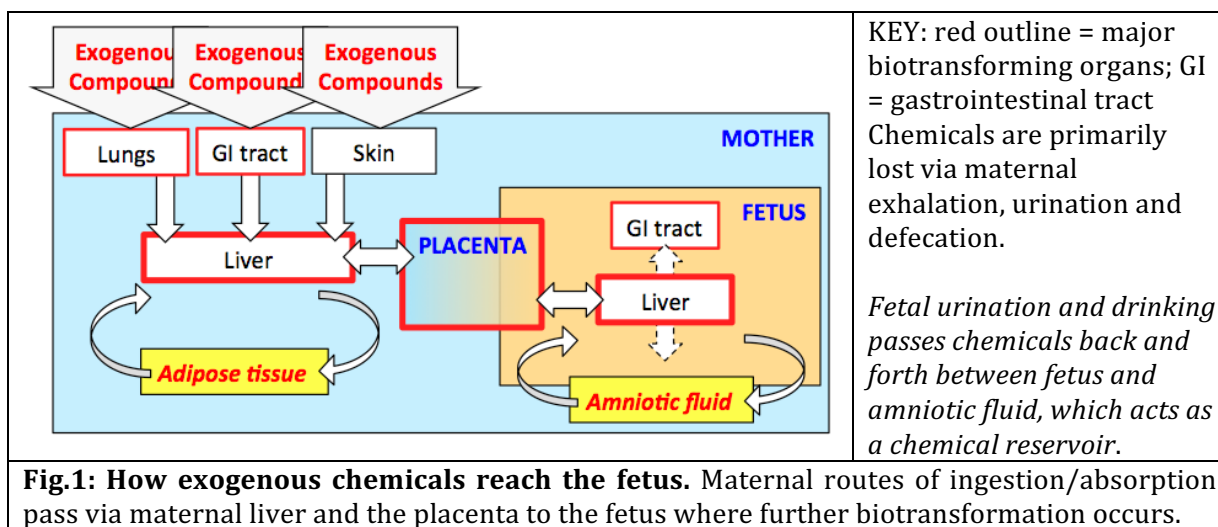 Exogenou Exogenous Exogenous
Compound Compound Compounds
MOTHER
Lungs GI tract Skin
FETUS
GI tract
PLACENTA
Liver
Liver
Adipose tissue
Amniotic fluid
KEY: red outline = major
biotransforming organs; GI
= gastrointestinal tract
Chemicals are primarily
lost via maternal
exhalation, urination and
defecation.
Fetal urination and drinking
passes chemicals back and
forth between fetus and
amniotic fluid, which acts as
a chemical reservoir.
Fig.1: How exogenous chemicals reach the fetus. Maternal routes of ingestion/absorption
pass via maternal liver and the placenta to the fetus where further biotransformation occurs.